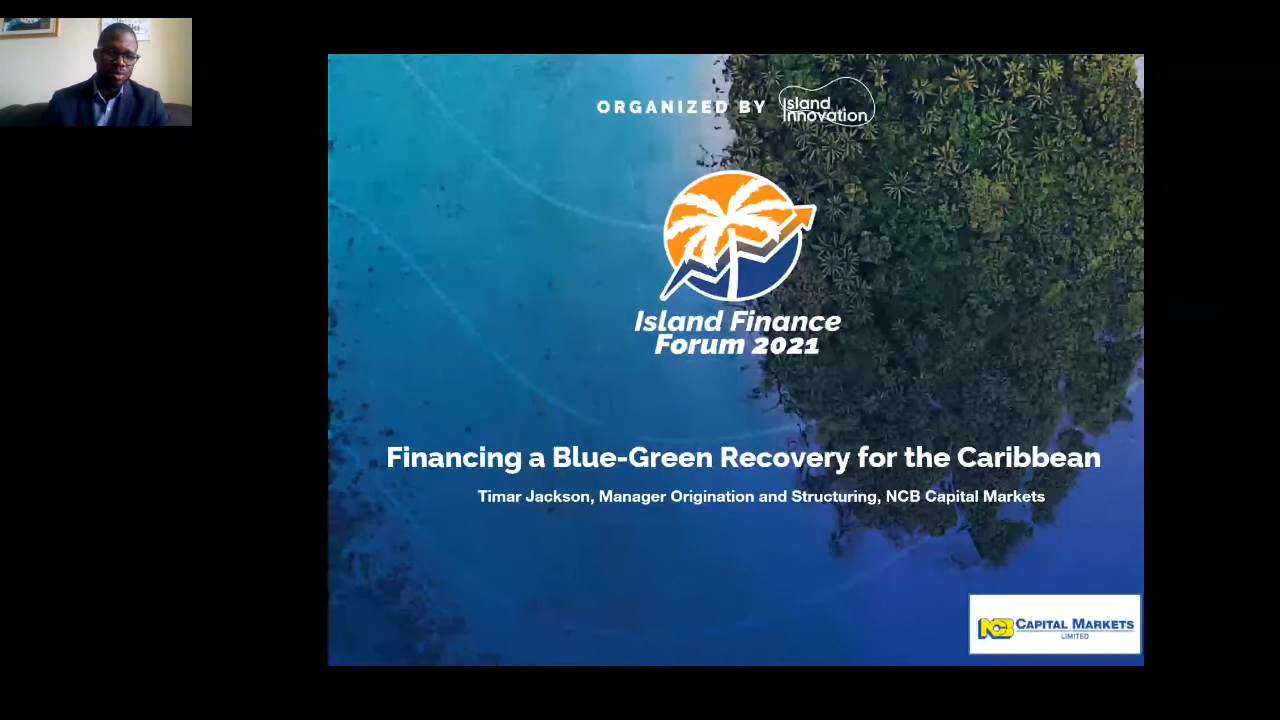 ORGANIZED BY Island Innovation
Island Finance
Forum 2021
Financing a Blue-Green Recovery for the Caribbean
Timar Jackson, Manager Origination and Structuring, NCB Capital Markets
NCB CAPITAL MARKETS
LIMITED